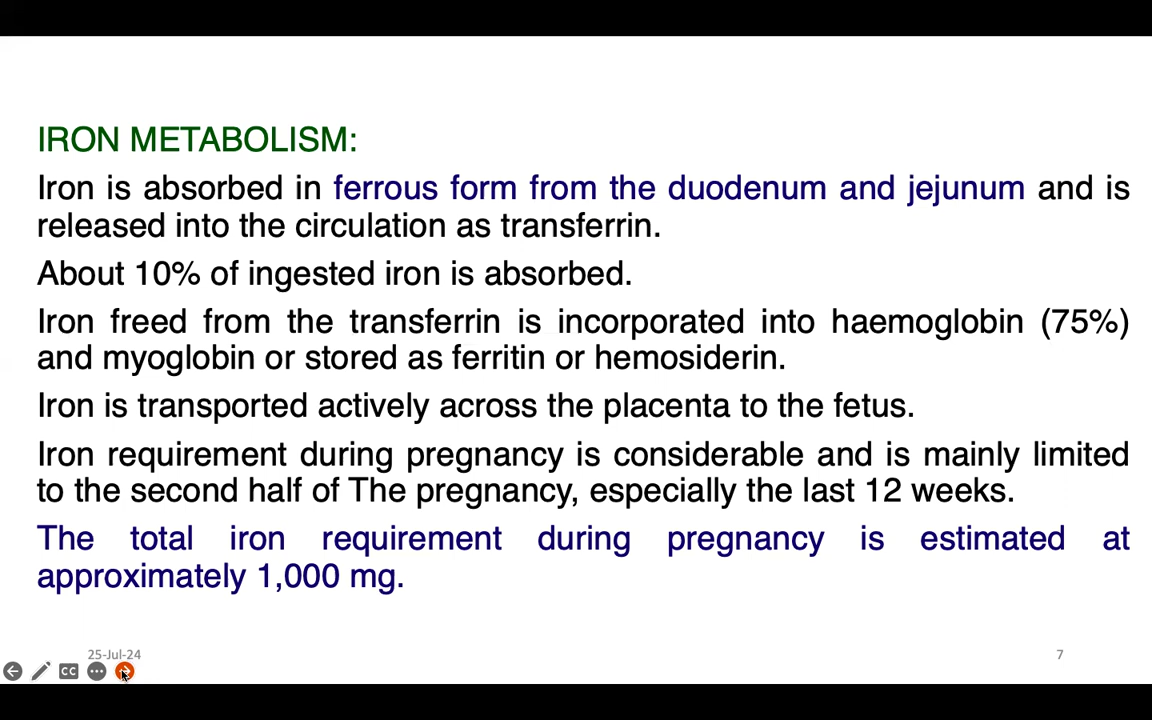 IRON METABOLISM:
Iron is absorbed in ferrous form from the duodenum and jejunum and is
released into the circulation as transferrin.
About 10% of ingested iron is absorbed.
Iron freed from the transferrin is incorporated into haemoglobin (75%)
and myoglobin or stored as ferritin or hemosiderin.
Iron is transported actively across the placenta to the fetus.
Iron requirement during pregnancy is considerable and is mainly limited
to the second half of The pregnancy, especially the last 12 weeks.
The total iron requirement during pregnancy is estimated at
approximately 1,000 mg.
25-Jul-24
7
CC